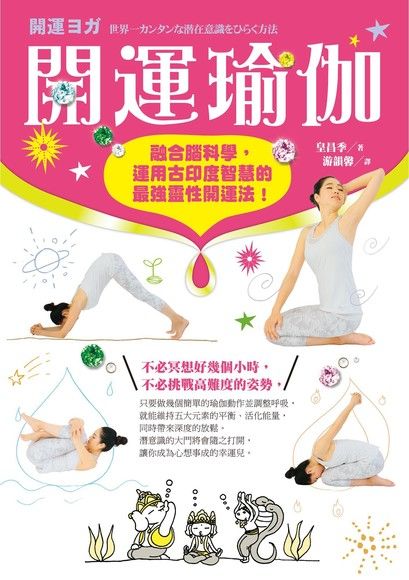 開運ヨガ 世界一カンタンな潜在意識をひらく方法
開運瑜伽
融合腦科學,
運用古印度智慧的
最強靈性開運法!
皇昌季/著
游韻馨/譯
不必冥想好幾個小時,
不必挑戰高難度的姿勢,
只要做幾個簡單的瑜伽動作並調整呼吸,
就能維持五大元素的平衡、活化能量,
同時帶來深度的放鬆。
潛意識的大門將會隨之打開,
讓你成為心想事成的幸運兒。